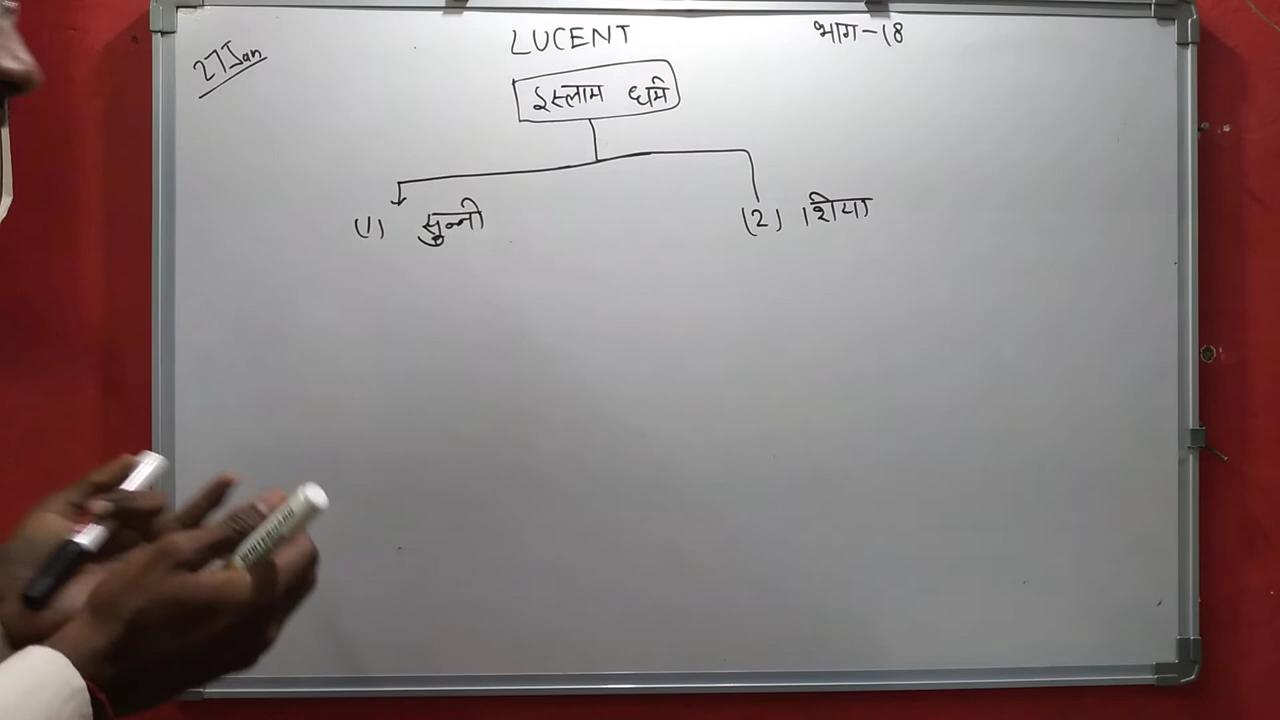 27 Jan
LUCENT भाग-18
इस्लाम धर्म
(1) सुन्नी (2) शिया